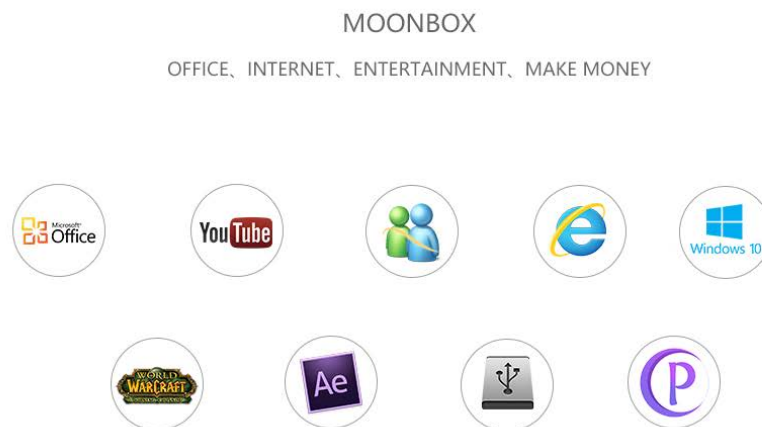 MOONBOX
OFFICE、INTERNET、ENTERTAINMENT、MAKE MONEY
Microsoft®
Office
YouTube
Windows 10
WORLD
WARCRAFT
Ae
P